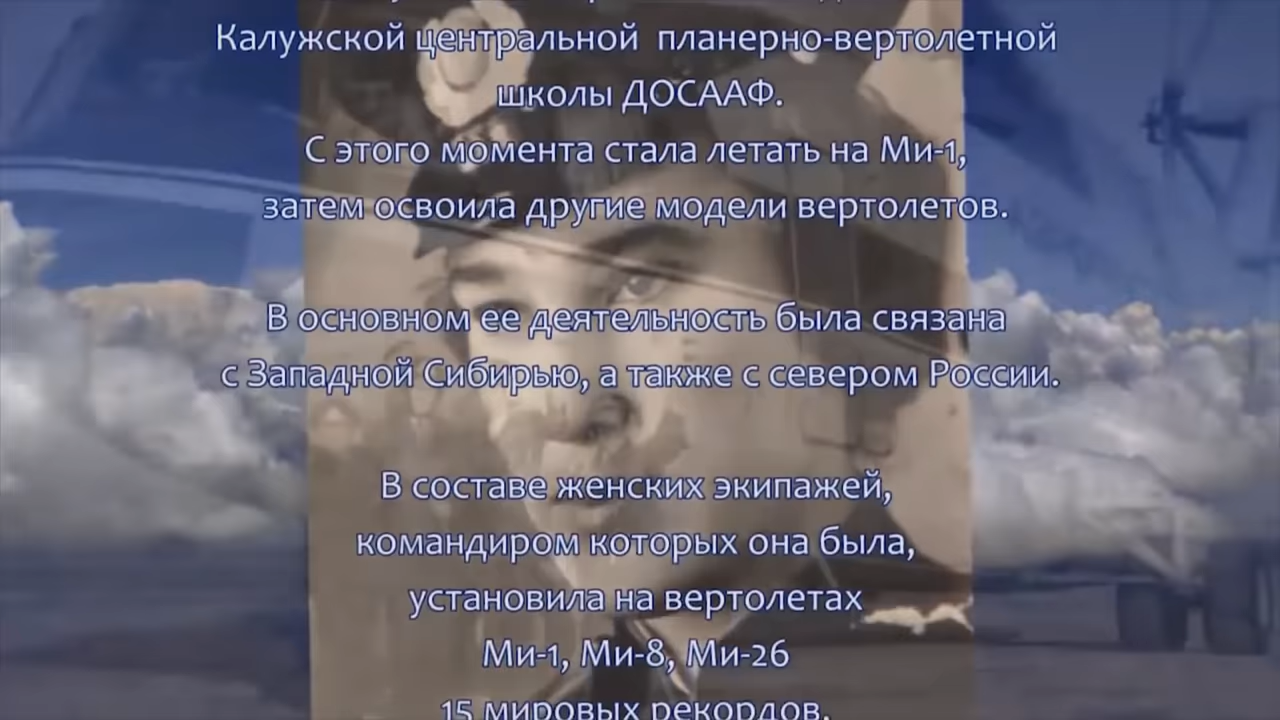 Калужской центральной планерно-вертолетной
школы ДОСААФ.
С этого момента стала летать на Ми-1,
затем освоила другие модели вертолетов.
В основном ее деятельность была связана
с Западной Сибирью, а также с севером России.
В составе женских экипажей,
командиром которых она была,
установила на вертолетах
Ми-1, Ми-8, Ми-26
15 мировых рекордов.